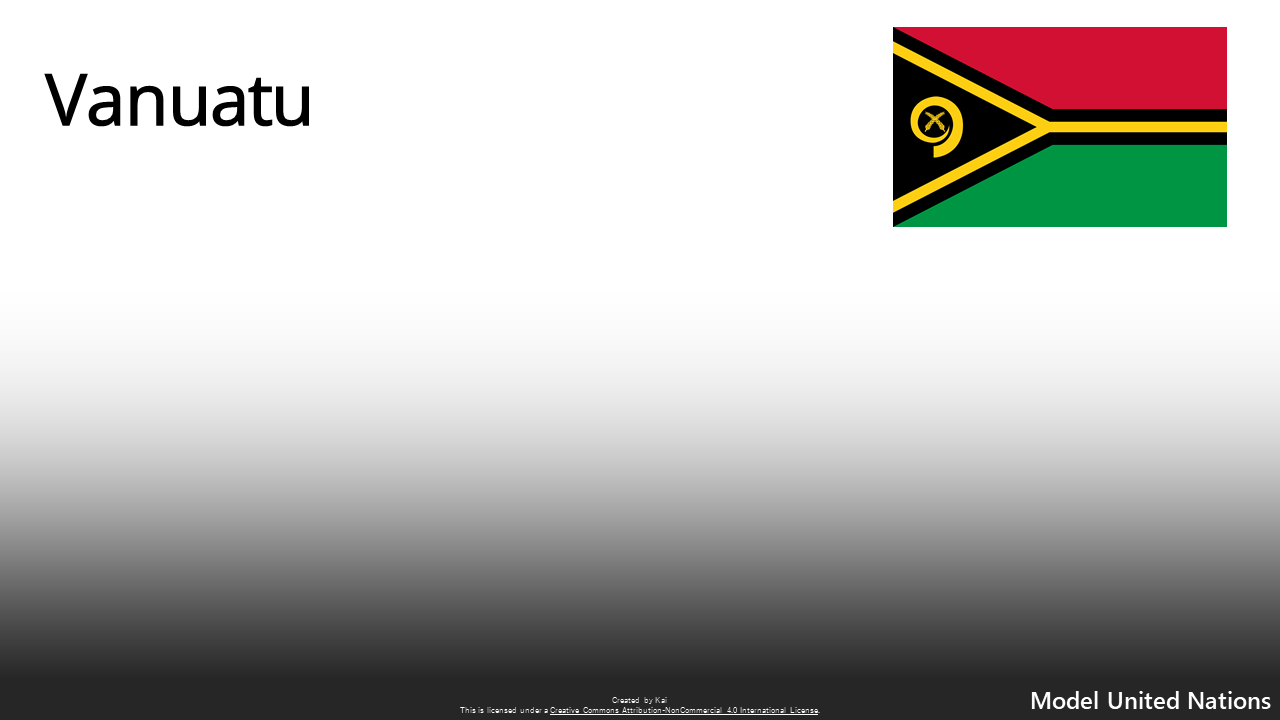 Vanuatu
Created by Kai
This is licensed under a Creative Commons Attribution-NonCommercial 4.0 International License.
Model United Nations